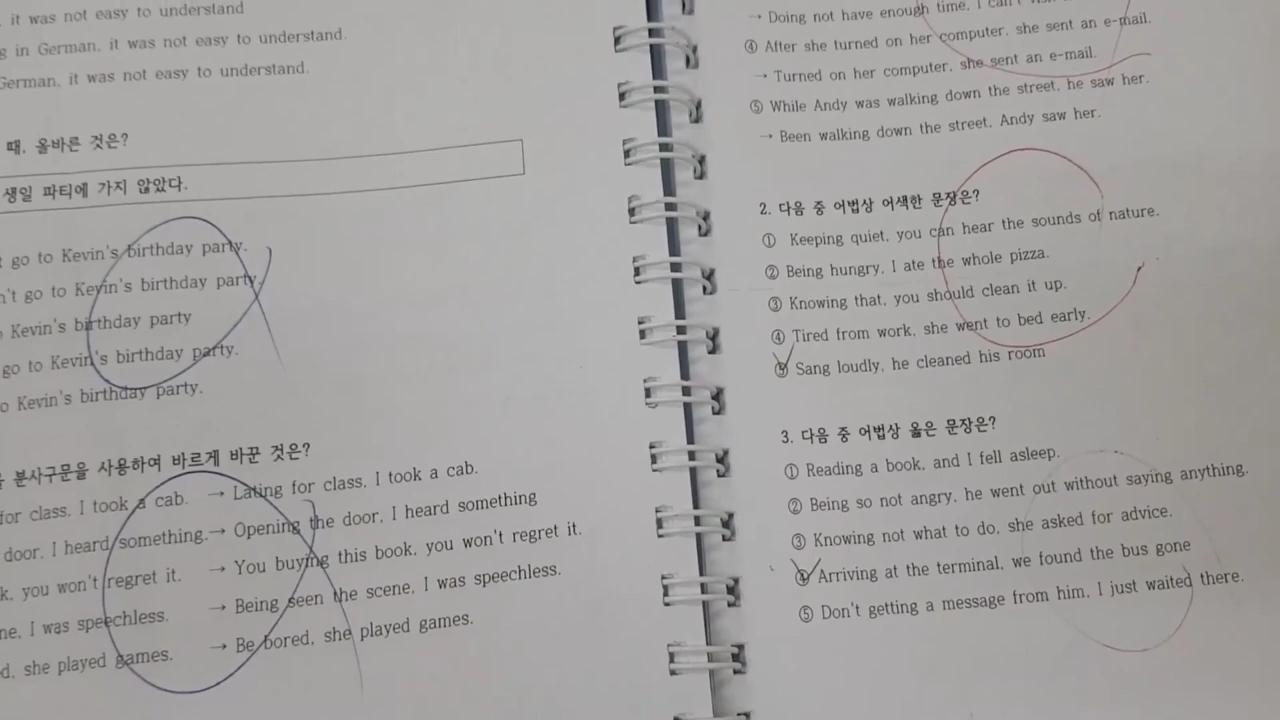 it was not easy to understand
in German, it was not easy to understand.
German, it was not easy to understand.
때, 올바른 것은?
생일 파티에 가지 않았다.
go to Kevin's birthday party.
n't go to Kevin's birthday party.
Kevin's birthday party
go to Kevin's birthday party.
o Kevin's birthday party.
분사구문을 사용하여 바르게 바꾼 것은?
for class, I took a cab. → Lating for class, I took a cab.
door, I heard something.→ Opening the door, I heard something
k, you won't regret it. → You buying this book, you won't regret it.
ne, I was speechless. → Being seen the scene, I was speechless.
d, she played games. → Be bored, she played games.
→ Doing not have enough time, I can't
④ After she turned on her computer, she sent an e-mail.
→ Turned on her computer, she sent an e-mail.
⑤ While Andy was walking down the street, he saw her.
→ Been walking down the street, Andy saw her.
2. 다음 중 어법상 어색한 문장은?
① Keeping quiet, you can hear the sounds of nature.
② Being hungry, I ate the whole pizza.
③ Knowing that, you should clean it up.
④ Tired from work, she went to bed early.
⑤ Sang loudly, he cleaned his room
3. 다음 중 어법상 옳은 문장은?
① Reading a book, and I fell asleep.
② Being so not angry, he went out without saying anything.
③ Knowing not what to do, she asked for advice.
④ Arriving at the terminal, we found the bus gone
⑤ Don't getting a message from him, I just waited there.